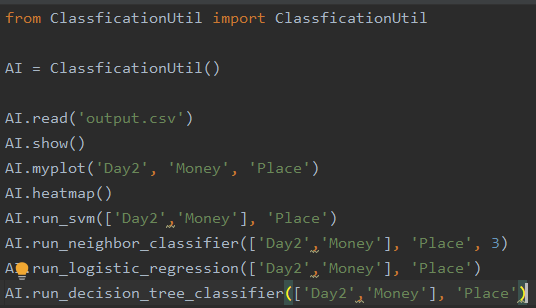 from ClassficationUtil import ClassficationUtil
AI = ClassficationUtil()
AI.read('output.csv')
AI.show()
AI.myplot('Day2', 'Money', 'Place')
AI.heatmap()
AI.run_svm(['Day2','Money'], 'Place')
AI.run_neighbor_classifier(['Day2','Money'], 'Place', 3)
AI.run_logistic_regression(['Day2','Money'], 'Place')
AI.run_decision_tree_classifier(['Day2','Money'], 'Place')